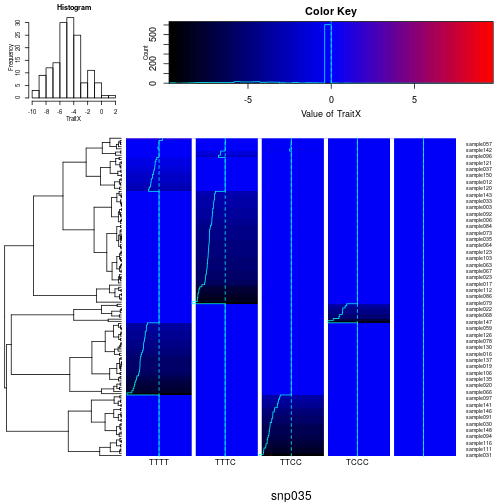 Histogram
Frequency
0 5 10 15 20 25 30
-10 -8 -6 -4 -2 0 2
TraitX
Color Key
Count
0 200 500
-5 0 5
Value of TraitX
sample057
sample142
sample096
sample121
sample037
sample150
sample012
sample120
sample143
sample033
sample003
sample092
sample006
sample084
sample073
sample035
sample064
sample123
sample103
sample063
sample067
sample023
sample017
sample112
sample086
sample079
sample022
sample068
sample147
sample059
sample126
sample078
sample130
sample016
sample137
sample019
sample106
sample135
sample020
sample066
sample097
sample141
sample146
sample091
sample030
sample148
sample094
sample116
sample111
sample031
TTTT TTTC TTCC TCCC
snp035